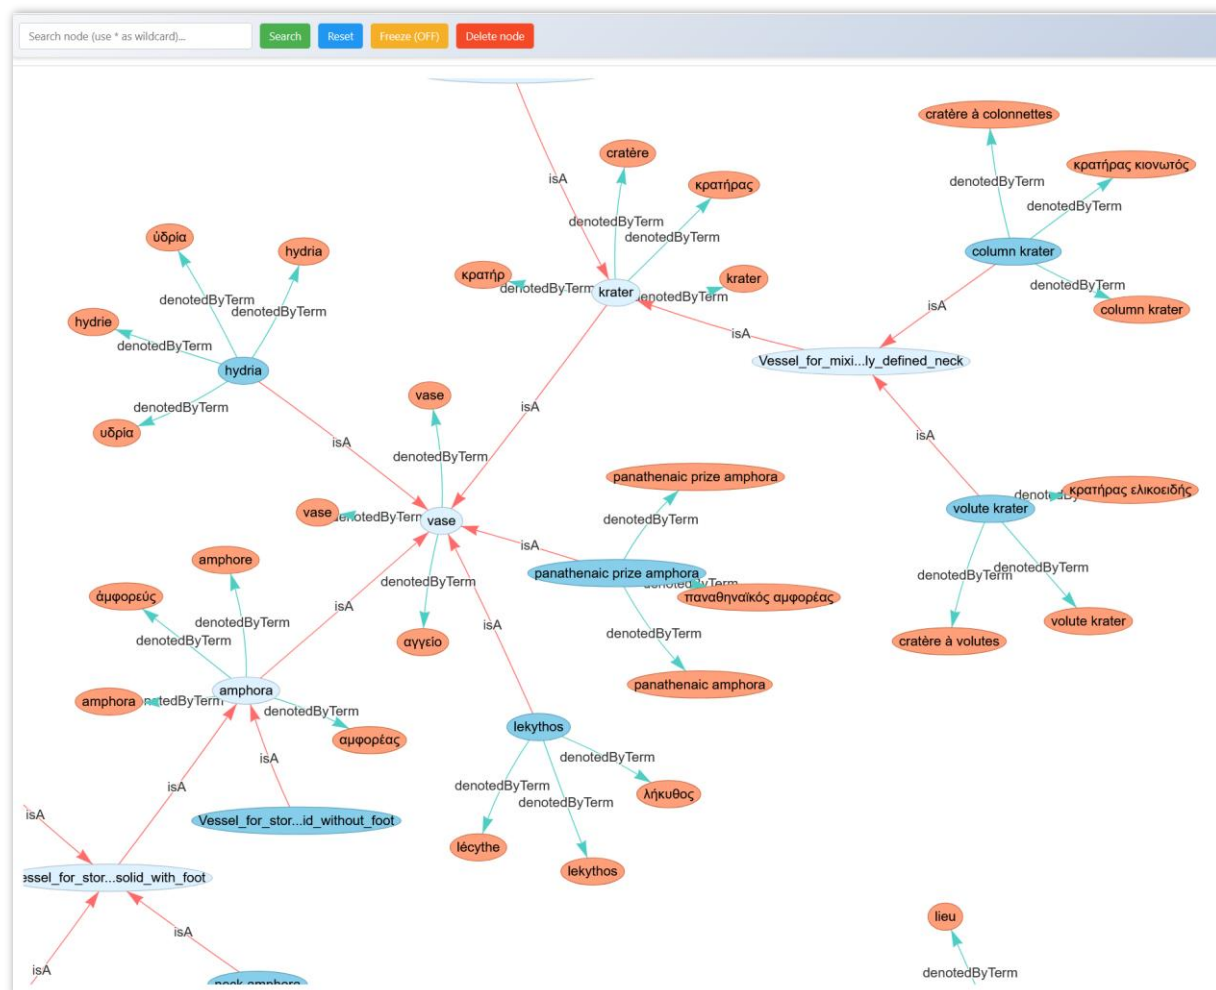 Search node (use * as wildcard)...
Search
Reset
Freeze (OFF)
Delete node
cratère à colonnettes
denotedByTerm
κρατήρας κιονωτός
denotedByTerm
column krater
denotedByTerm
column krater
isA
cratère
isA
κρατήρας
denotedByTerm
denotedByTerm
κρατήρ
denotedByTerm
krater
denotedByTerm
krater
isA
Vessel_for_mixi...ly_defined_neck
ὑδρία
hydria
denotedByTerm
denotedByTerm
hydrie
denotedByTerm
hydria
denotedByTerm
υδρία
isA
vase
isA
denotedByTerm
isA
panathenaic prize amphora
denotedByTerm
κρατήρας ελικοειδής
volute krater
vase
denotedByTerm
vase
isA
panathenaic prize amphora
παναθηναϊκός αμφορέας
denotedByTerm
denotedByTerm
denotedByTerm
amphore
denotedByTerm
ἀμφορεύς
isA
isA
denotedByTerm
volute krater
denotedByTerm
denotedByTerm
αγγείο
cratère à volutes
panathenaic amphora
amphora
amphora
denotedByTerm
αμφορέας
lekythos
isA
denotedByTerm
isA
denotedByTerm
denotedByTerm
λήκυθος
Vessel_for_stor...id_without_foot
isA
lécythe
lekythos
essel_for_stor...solid_with_foot
lieu
isA
isA
denotedByTerm
neck amphora